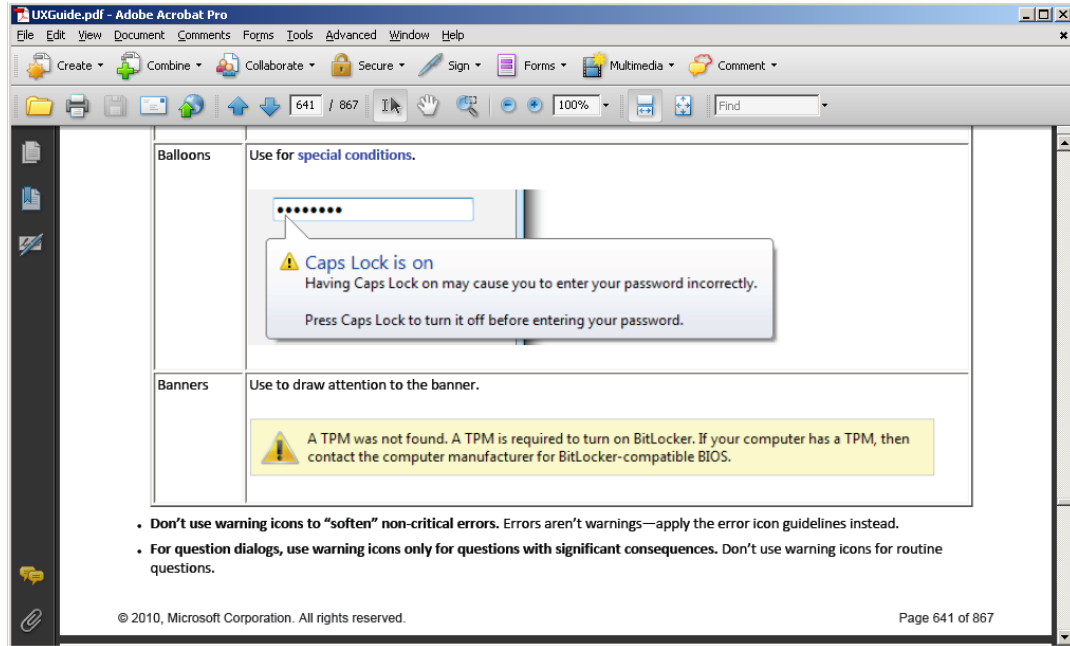 UXGuide.pdf - Adobe Acrobat Pro
File Edit View Document Comments Forms Tools Advanced Window Help
Create Combine Collaborate Secure Sign Forms Multimedia Comment
641 / 867 100% Find
Balloons Use for special conditions.
Caps Lock is on
Having Caps Lock on may cause you to enter your password incorrectly.
Press Caps Lock to turn it off before entering your password.
Banners Use to draw attention to the banner.
A TPM was not found. A TPM is required to turn on BitLocker. If your computer has a TPM, then
contact the computer manufacturer for BitLocker-compatible BIOS.
• Don’t use warning icons to “soften” non-critical errors. Errors aren’t warnings—apply the error icon guidelines instead.
• For question dialogs, use warning icons only for questions with significant consequences. Don’t use warning icons for routine
questions.
© 2010, Microsoft Corporation. All rights reserved. Page 641 of 867